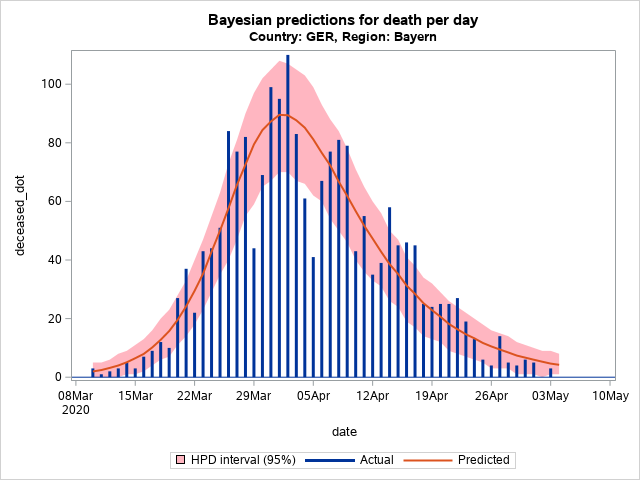 Bayesian predictions for death per day
Country: GER, Region: Bayern
deceased_dot
100
80
60
40
20
0
08Mar 15Mar 22Mar 29Mar 05Apr 12Apr 19Apr 26Apr 03May 10May
2020
date
HPD interval (95%) Actual Predicted